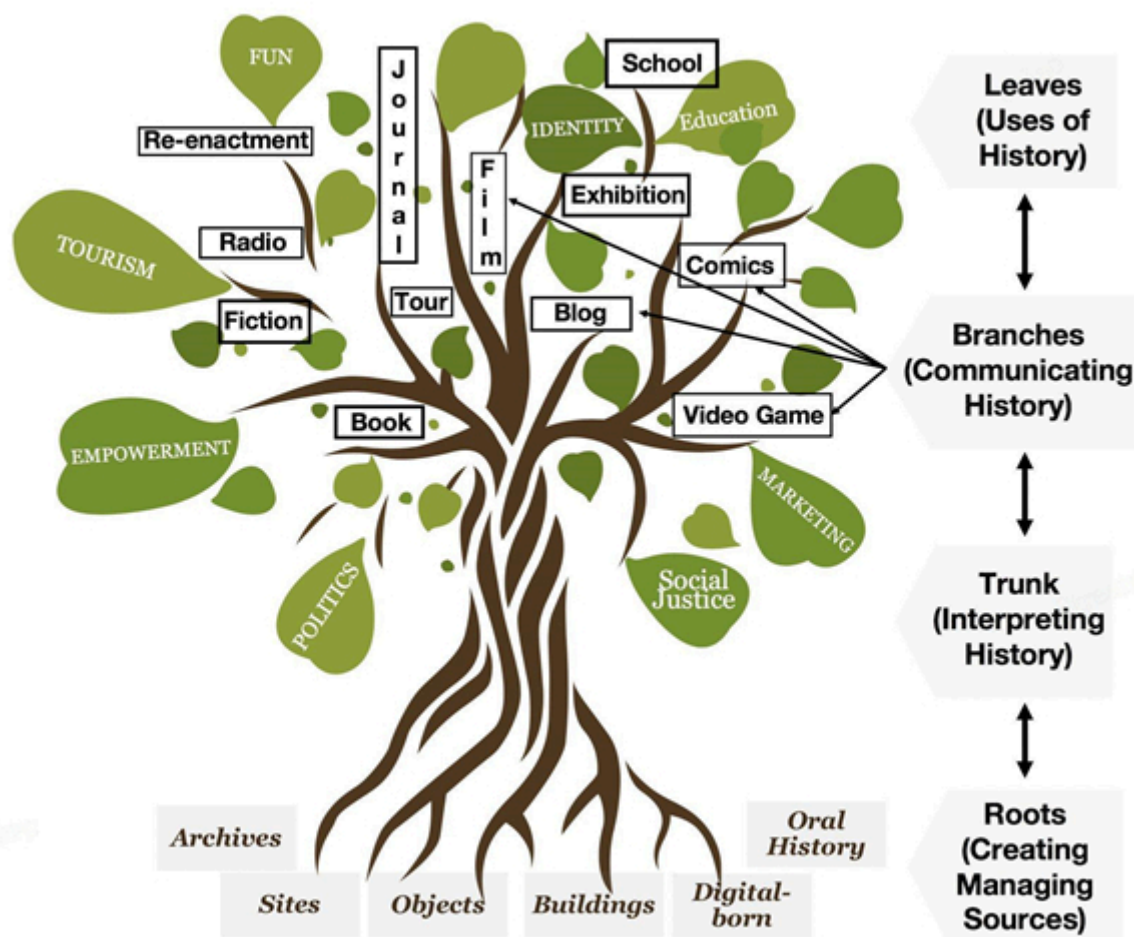 FUN
Journal
School
Re-enactment
IDENTITY
Education
Film
Exhibition
TOURISM
Radio
Comics
Fiction
Tour
Blog
Book
Video Game
EMPOWERMENT
MARKETING
POLITICS
Social
Justice
Archives
Sites
Objects
Buildings
Digital-
born
Oral
History
Leaves
(Uses of
History)
Branches
(Communicating
History)
Trunk
(Interpreting
History)
Roots
(Creating
Managing
Sources)